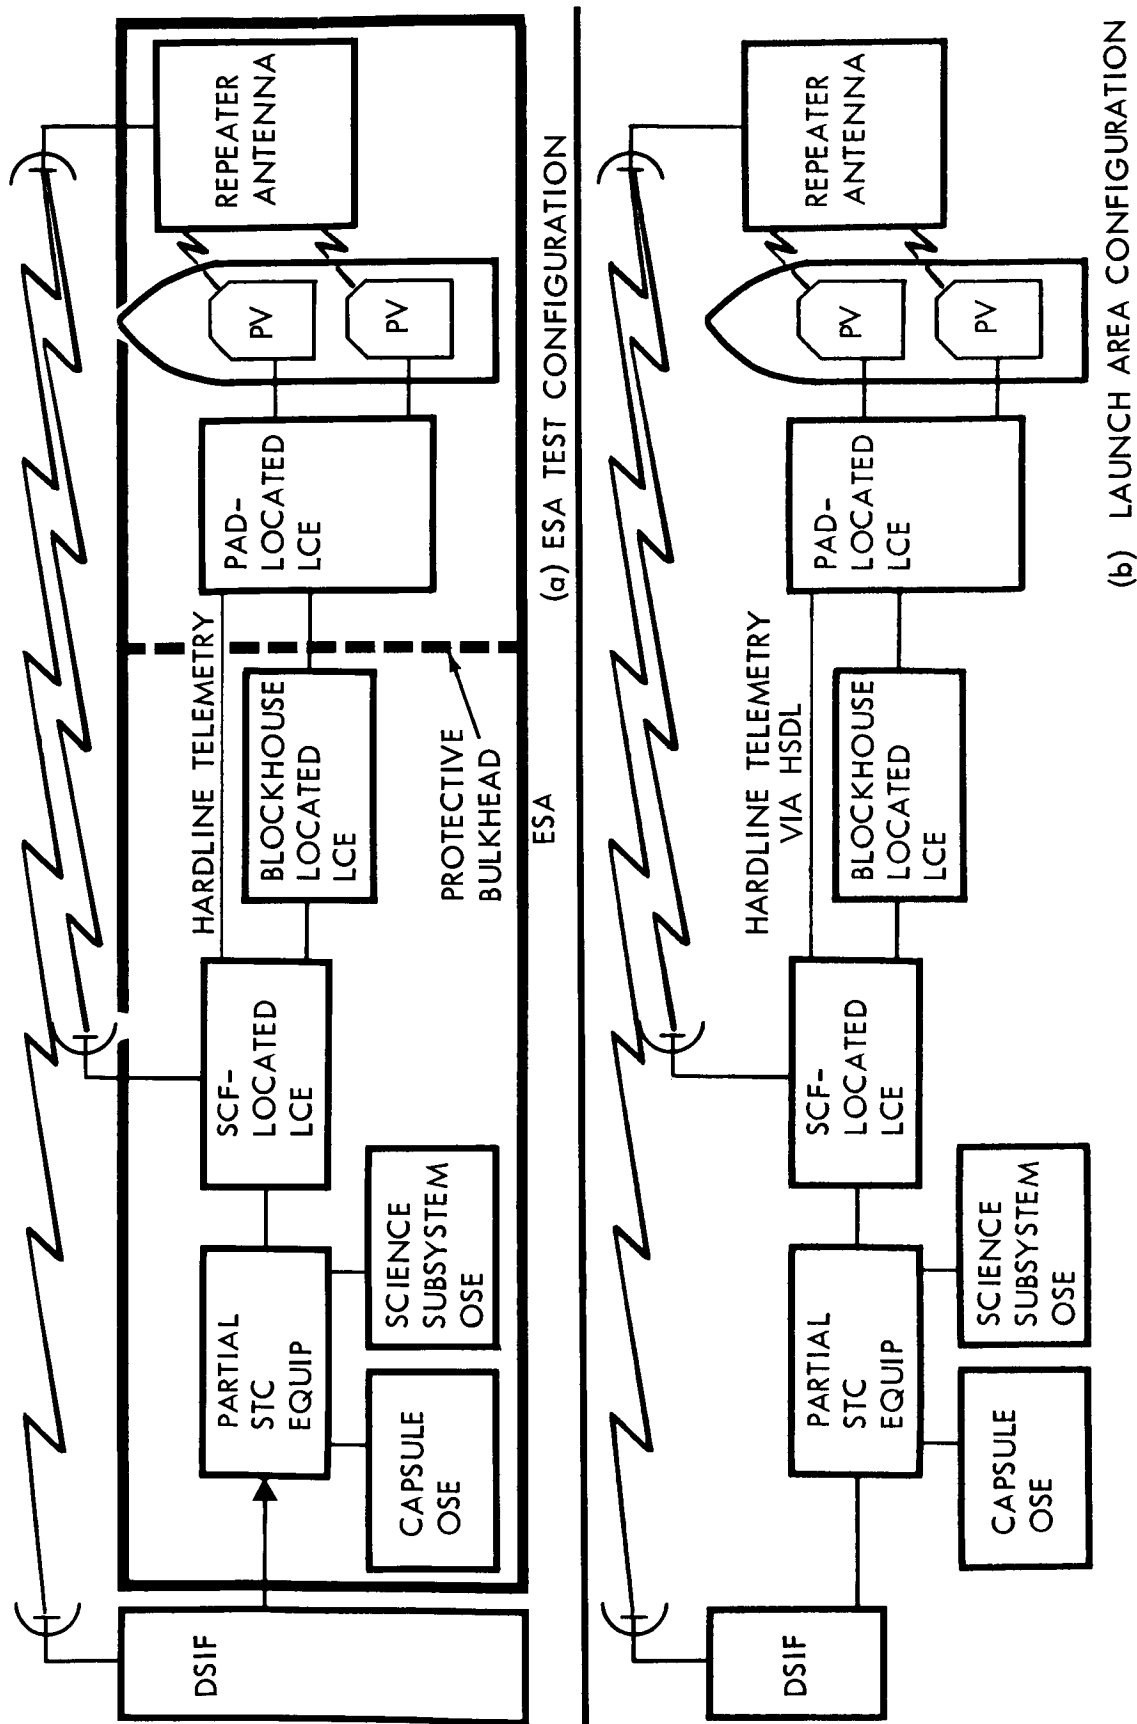 DSIF
PARTIAL
STC
EQUIP
CAPSULE
OSE
SCIENCE
SUBSYSTEM
OSE
SCF-
LOCATED
LCE
HARDLINE TELEMETRY
BLOCKHOUSE
LOCATED
LCE
PROTECTIVE
BULKHEAD
PAD-
LOCATED
LCE
PV
PV
REPEATER
ANTENNA
ESA
(a) ESA TEST CONFIGURATION
DSIF
PARTIAL
STC
EQUIP
CAPSULE
OSE
SCIENCE
SUBSYSTEM
OSE
SCF-
LOCATED
LCE
HARDLINE TELEMETRY
VIA HSDL
BLOCKHOUSE
LOCATED
LCE
PAD-
LOCATED
LCE
PV
PV
REPEATER
ANTENNA
(b) LAUNCH AREA CONFIGURATION